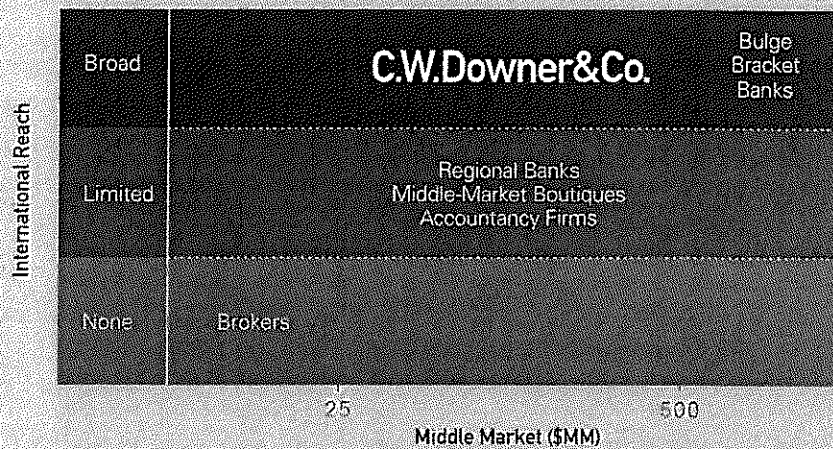 International Reach
Broad
C.W.Downer&Co.
Bulge
Bracket
Banks
Limited
Regional Banks
Middle-Market Boutiques
Accountancy Firms
None
Brokers
25
500
Middle Market ($MM)